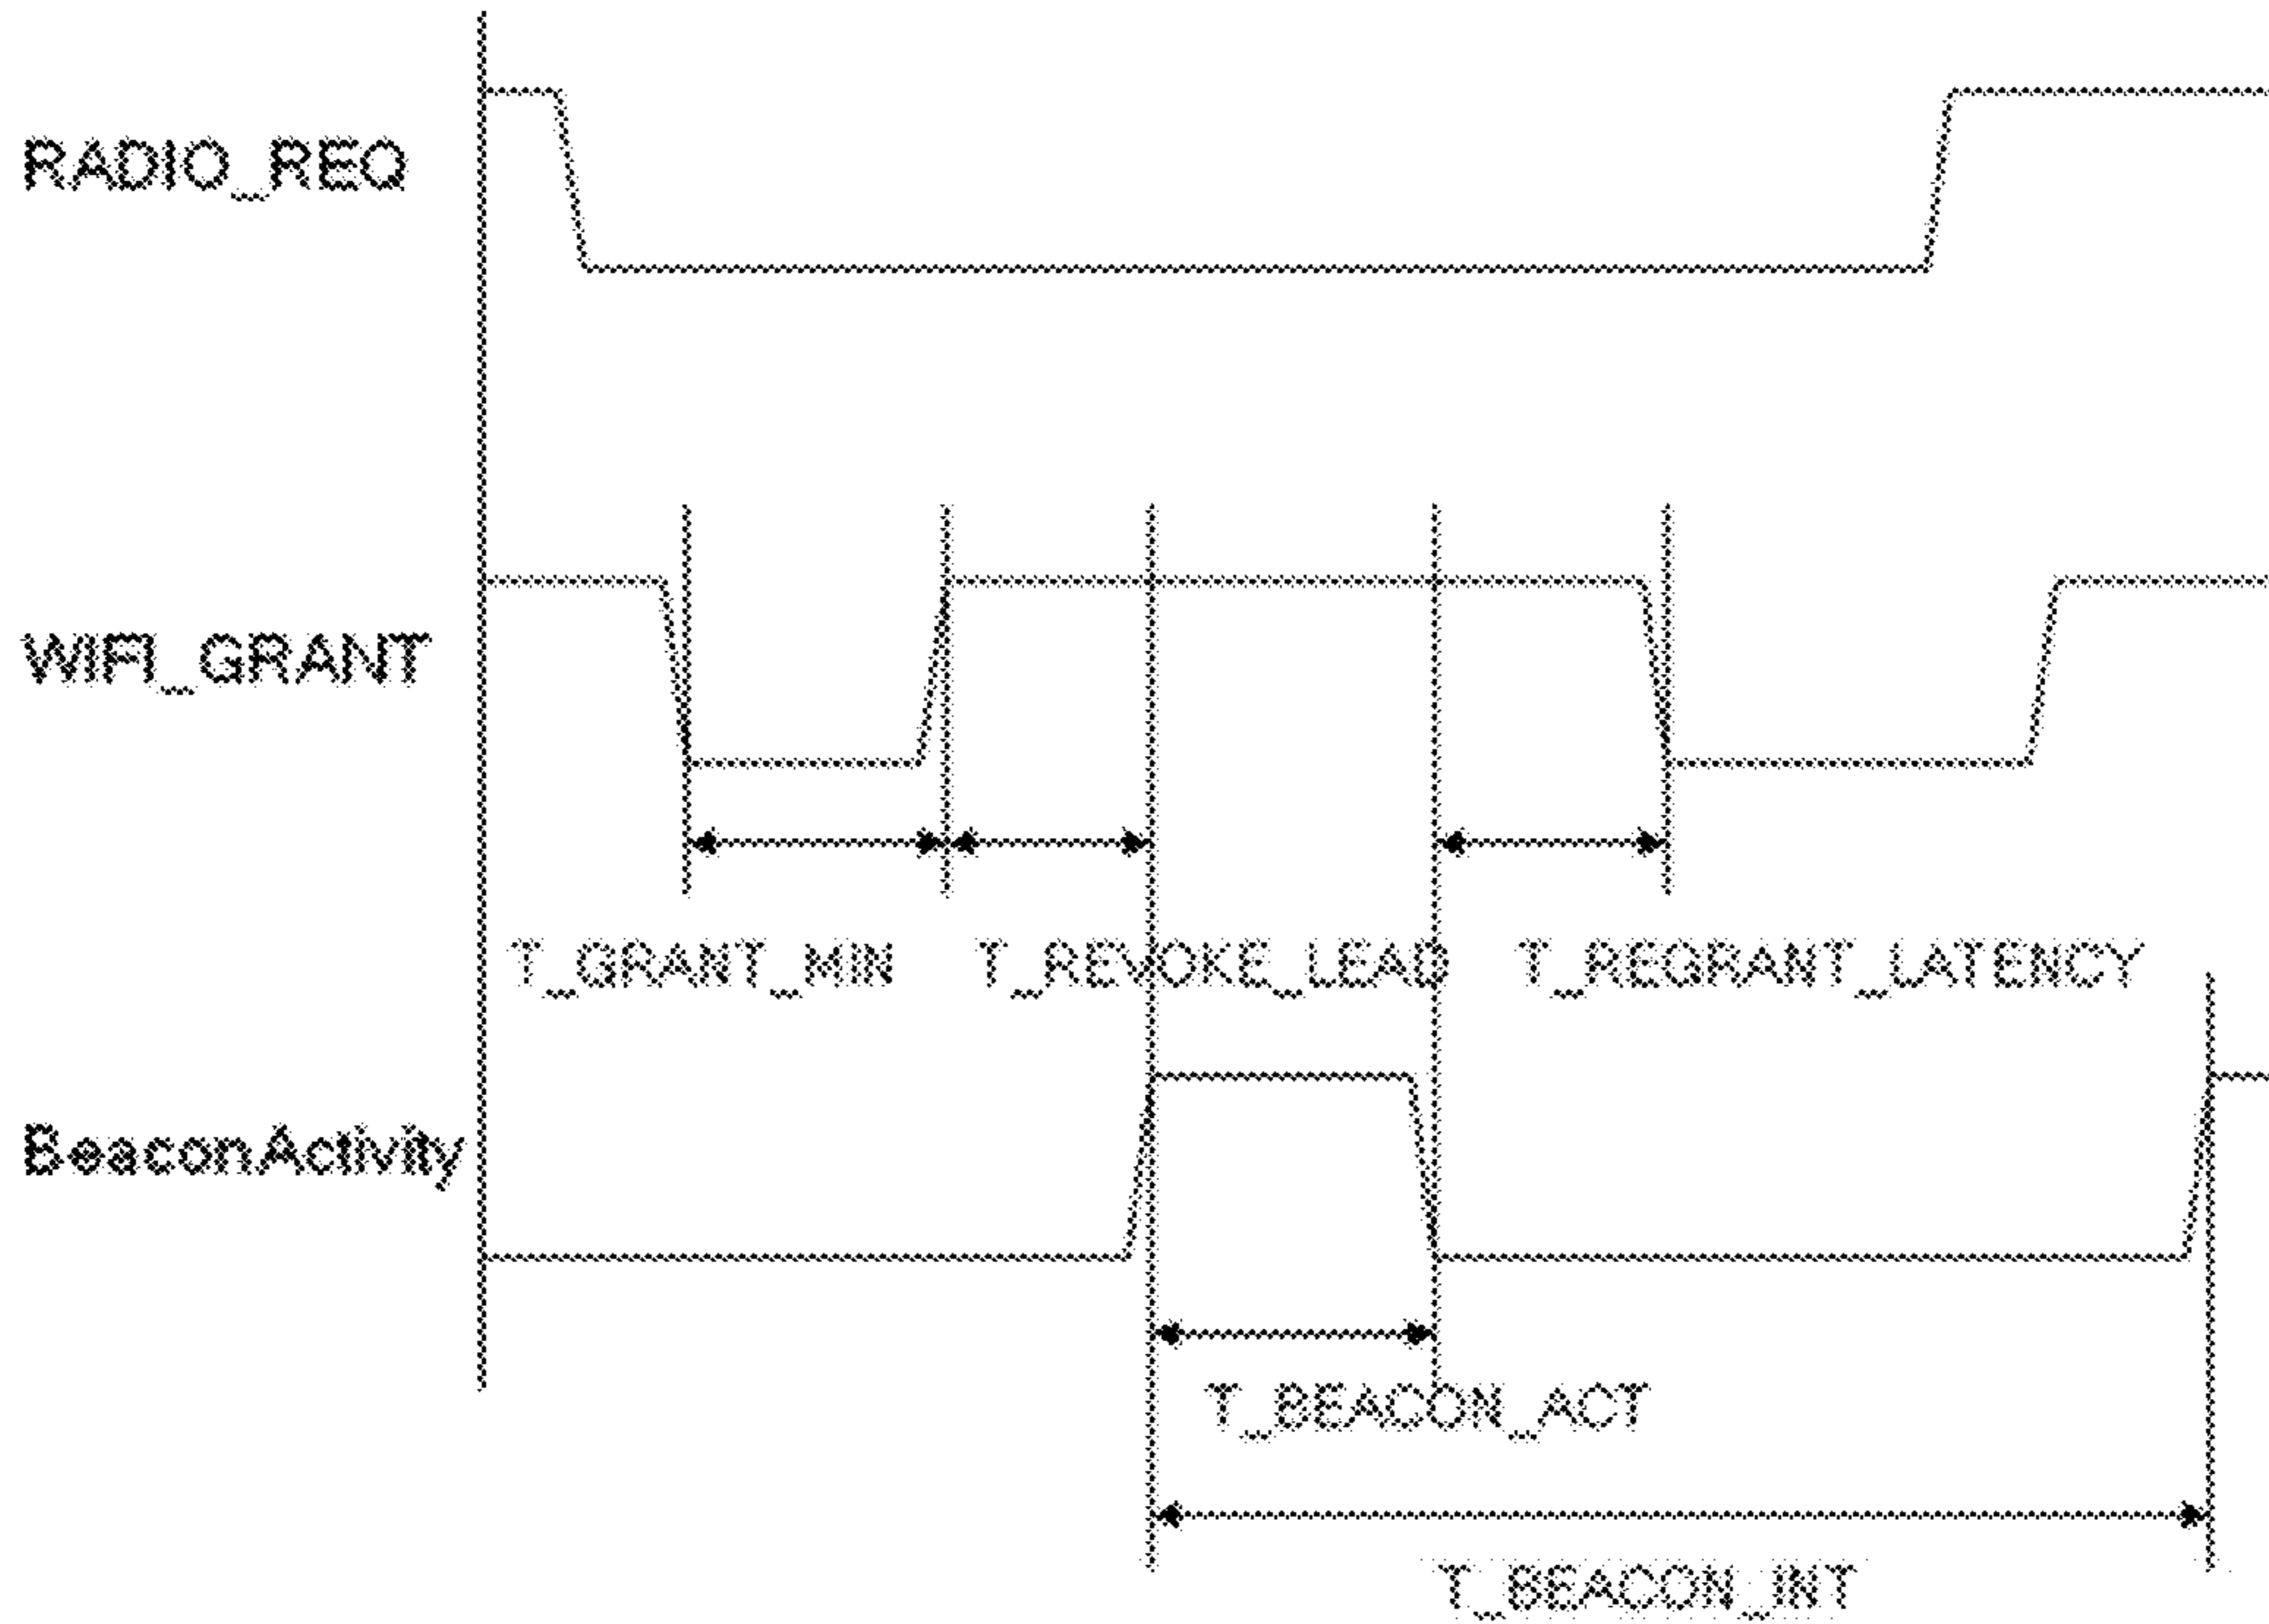 RADIO_REQ
WIFI_GRANT
T_GRANT_MIN
T_REVOKE_LEAD
T_REGRANT_LATENCY
BeaconActivity
T_BEACON_ACT
T_BEACON_INT